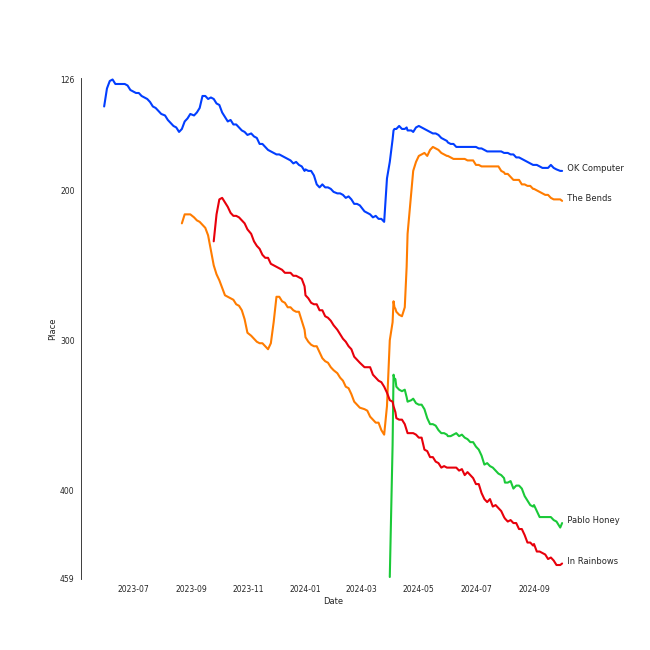 126
200
300
400
459
Place
2023-07 2023-09 2023-11 2024-01 2024-03 2024-05 2024-07 2024-09
Date
OK Computer
The Bends
Pablo Honey
In Rainbows